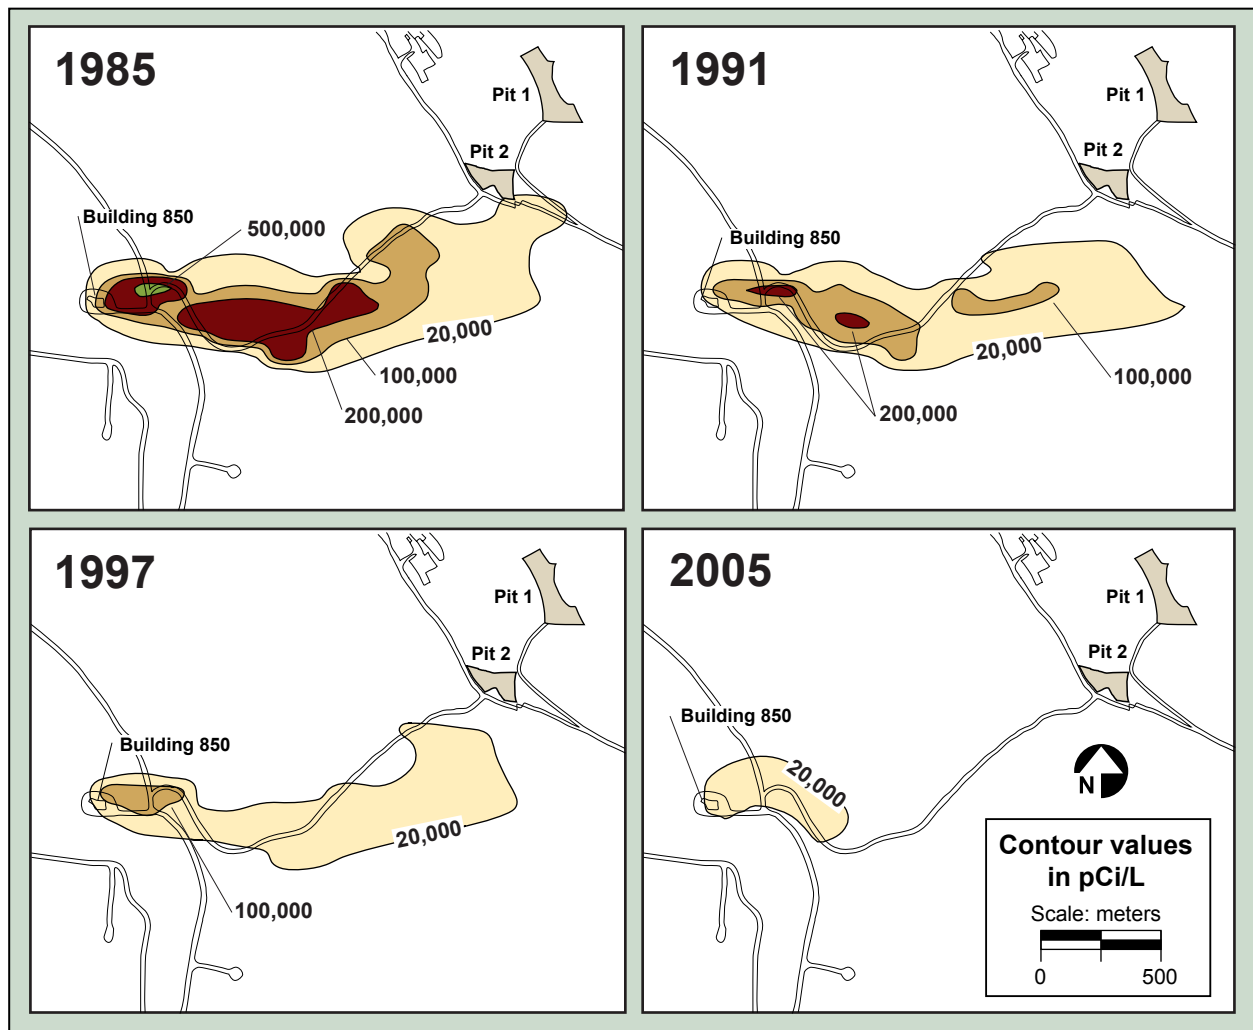 1985
Pit 1
Pit 2
Building 850
500,000
20,000
100,000
200,000
1991
Pit 1
Pit 2
Building 850
20,000
100,000
200,000
1997
Pit 1
Pit 2
Building 850
20,000
100,000
2005
Pit 1
Pit 2
Building 850
20,000
N
Contour values
in pCi/L
Scale: meters
0 500